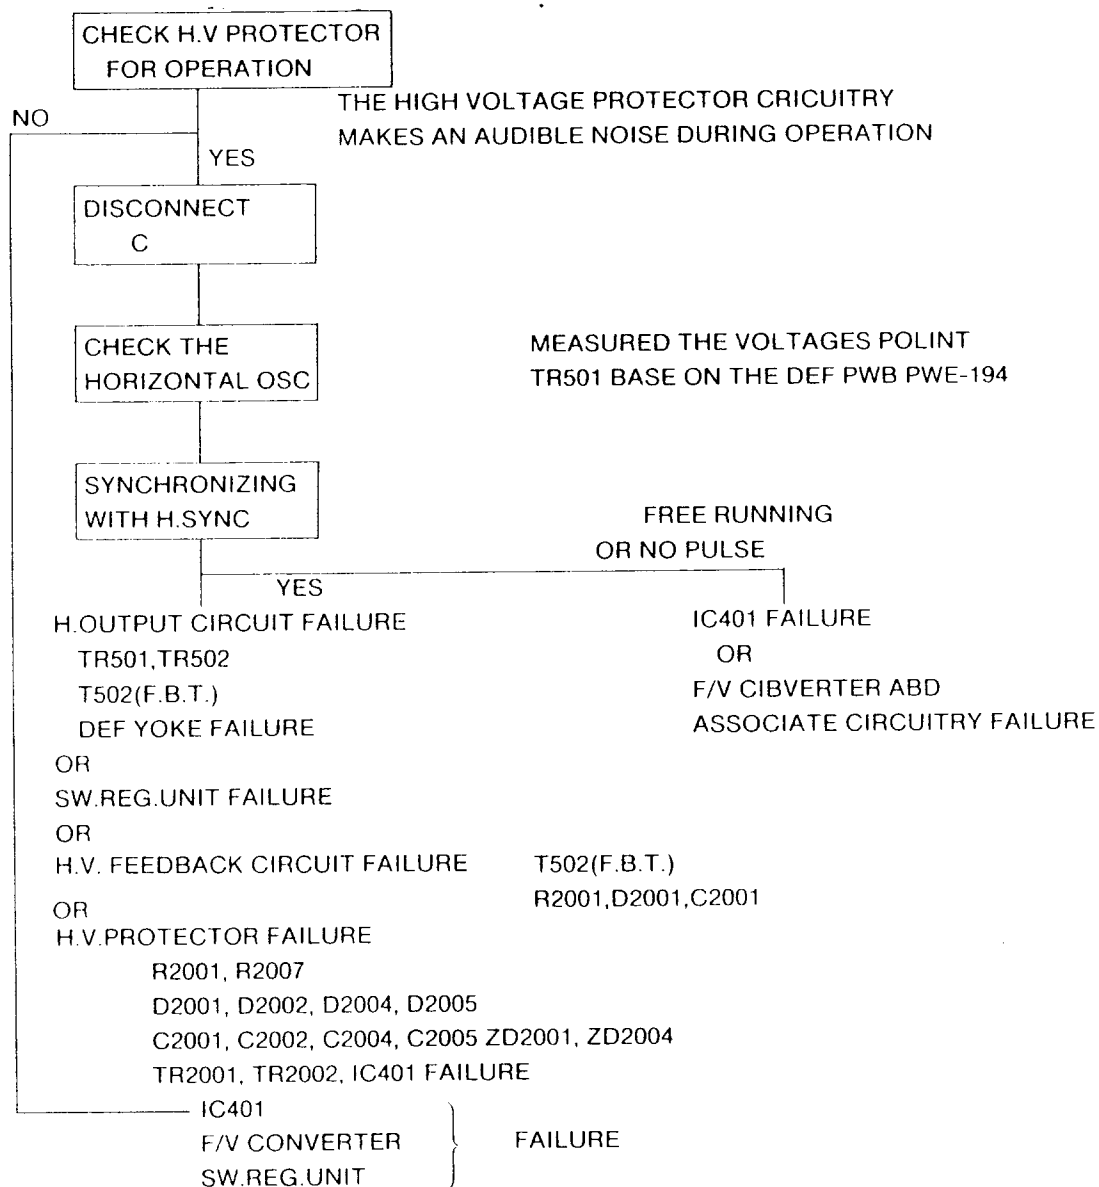 CHECK H.V PROTECTOR
FOR OPERATION
THE HIGH VOLTAGE PROTECTOR CRICUITRY
MAKES AN AUDIBLE NOISE DURING OPERATION
NO
YES
DISCONNECT
C
CHECK THE
HORIZONTAL OSC
MEASURED THE VOLTAGES POLINT
TR501 BASE ON THE DEF PWB PWE-194
SYNCHRONIZING
WITH H.SYNC
FREE RUNNING
OR NO PULSE
YES
H.OUTPUT CIRCUIT FAILURE
TR501,TR502
T502(F.B.T.)
DEF YOKE FAILURE
IC401 FAILURE
OR
F/V CIBVERTER ABD
ASSOCIATE CIRCUITRY FAILURE
OR
SW.REG.UNIT FAILURE
OR
H.V. FEEDBACK CIRCUIT FAILURE
T502(F.B.T.)
R2001,D2001,C2001
OR
H.V.PROTECTOR FAILURE
R2001, R2007
D2001, D2002, D2004, D2005
C2001, C2002, C2004, C2005 ZD2001, ZD2004
TR2001, TR2002, IC401 FAILURE
IC401
F/V CONVERTER
SW.REG.UNIT
FAILURE